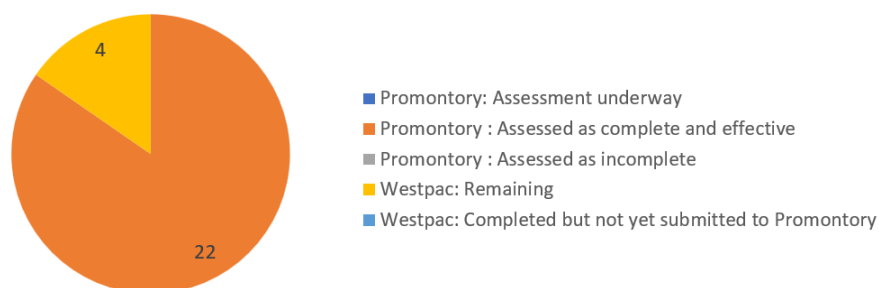 4
22
Promontory: Assessment underway
Promontory : Assessed as complete and effective
Promontory : Assessed as incomplete
Westpac: Remaining
Westpac: Completed but not yet submitted to Promontory